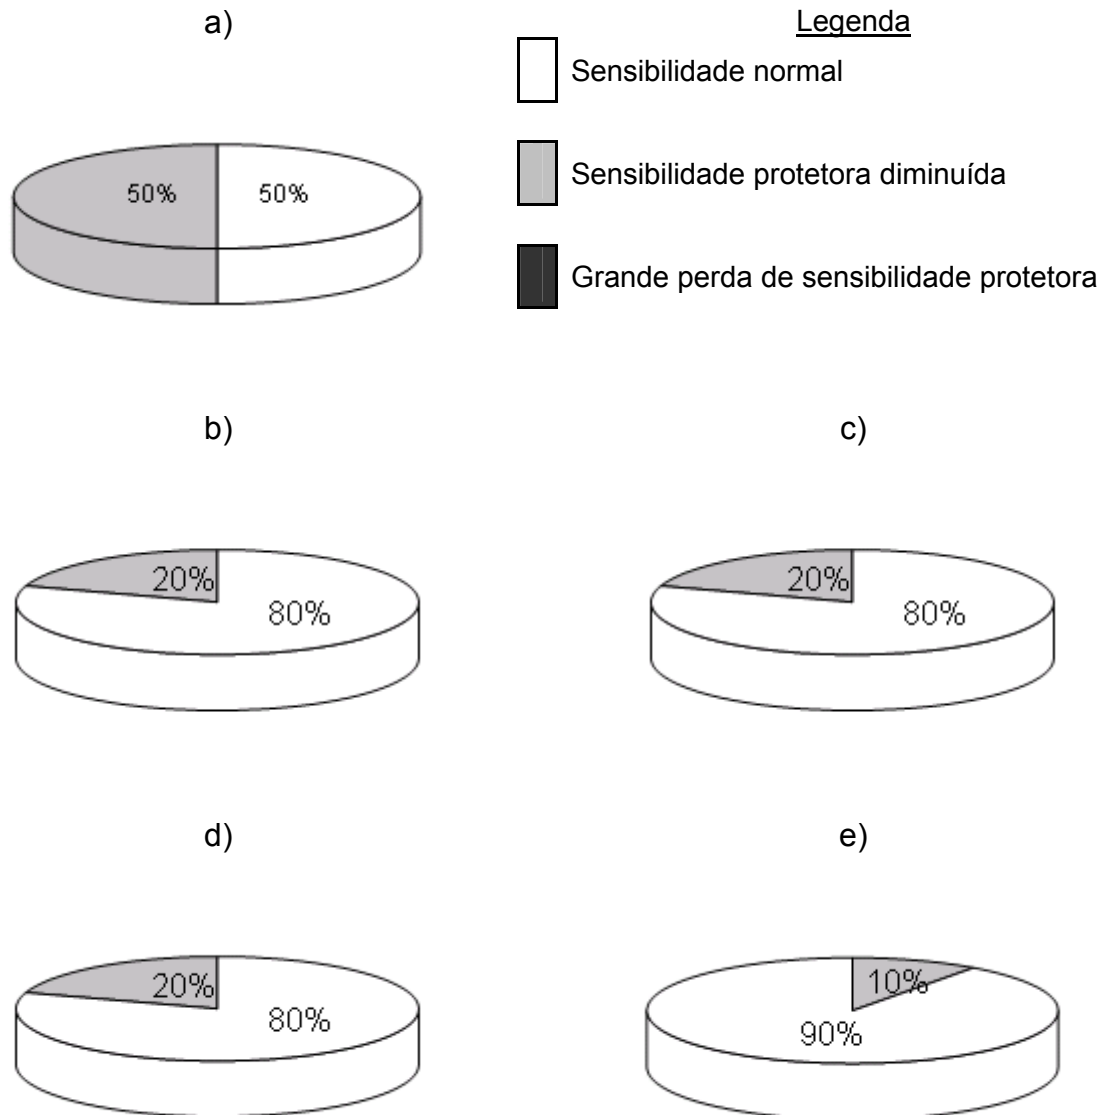 a)
Legenda
Sensibilidade normal
Sensibilidade protetora diminuída
Grande perda de sensibilidade protetora
50% 50%
b) c)
20% 80%
20% 80%
d) e)
20% 80%
10% 90%